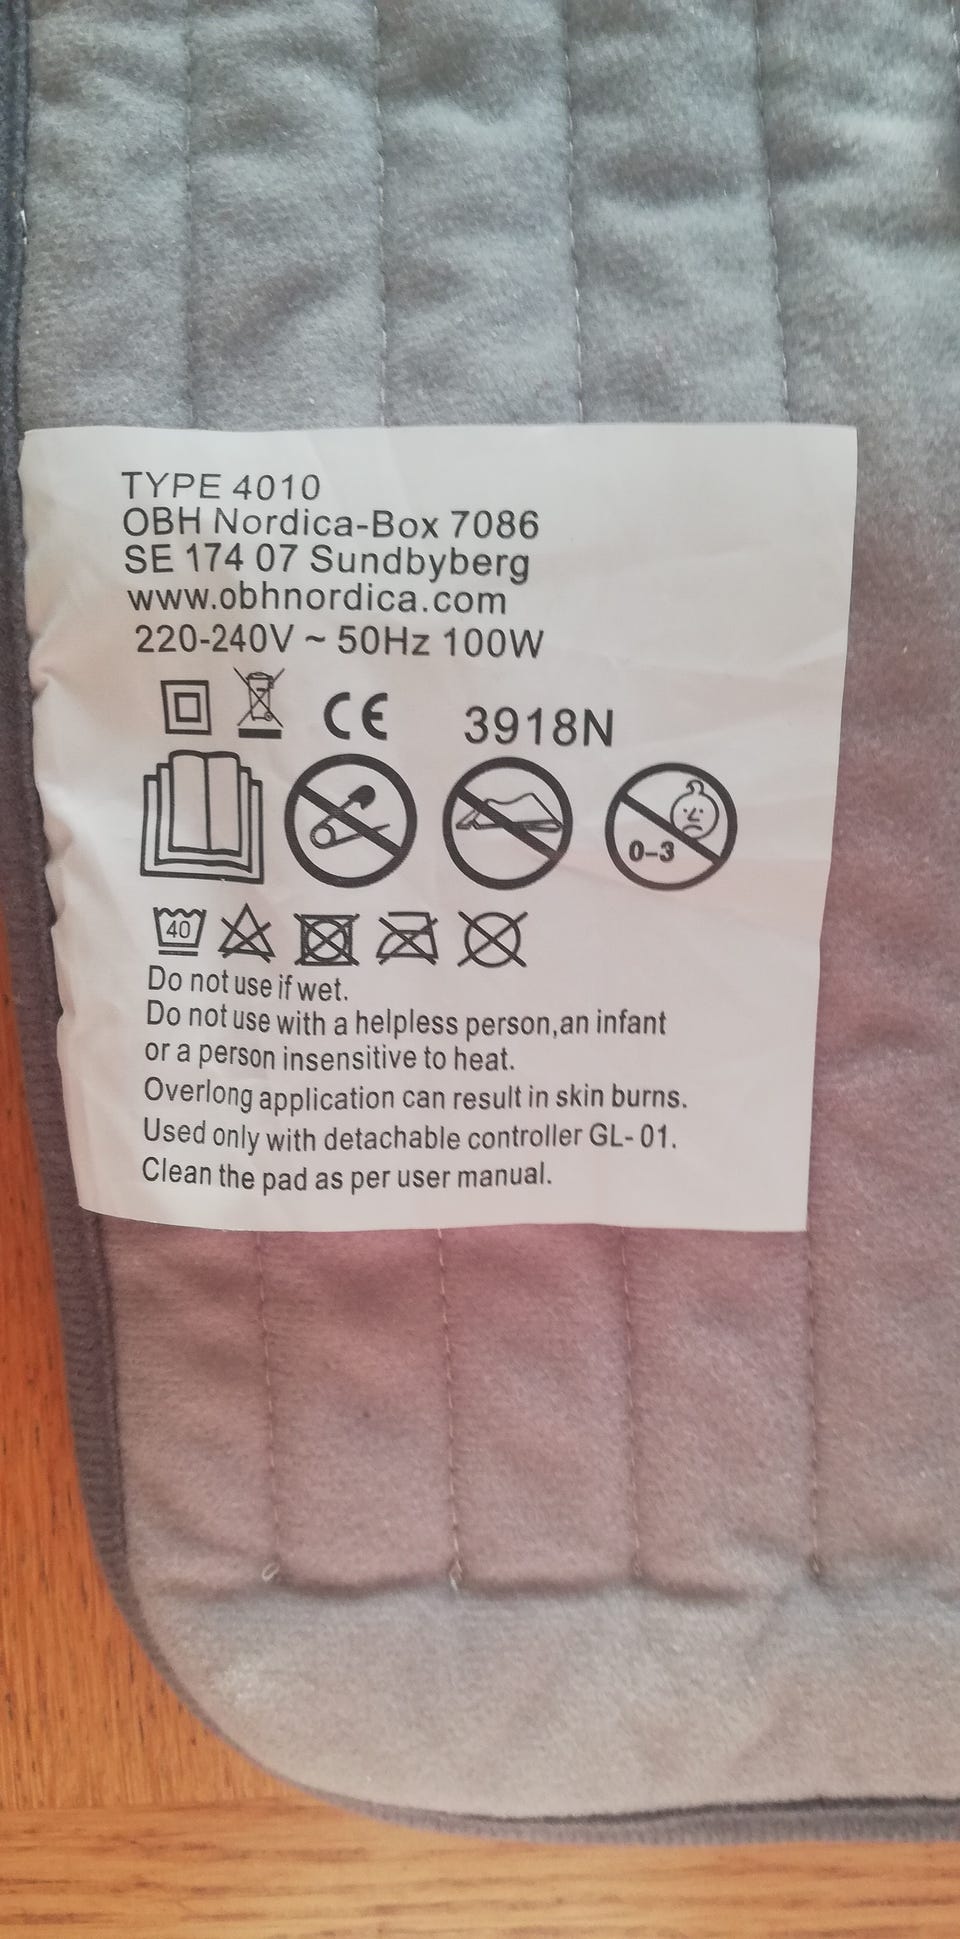 TYPE 4010
OBH Nordica-Box 7086
SE 174 07 Sundbyberg
www.obhnordica.com
220-240V ~ 50Hz 100W
CE 3918N
0-3
40
Do not use if wet.
Do not use with a helpless person,an infant
or a person insensitive to heat.
Overlong application can result in skin burns.
Used only with detachable controller GL- 01.
Clean the pad as per user manual.